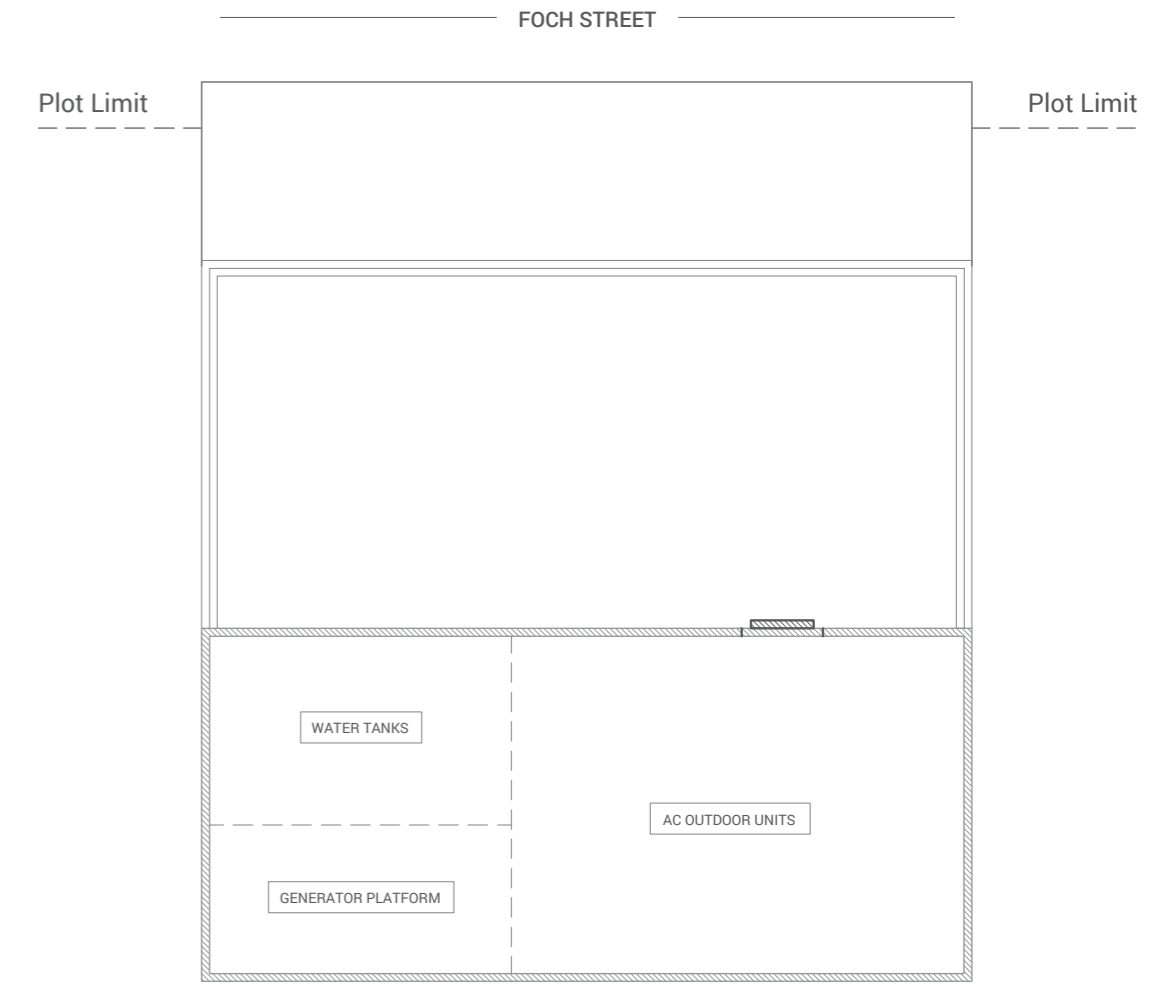 FOCH STREET
Plot Limit
Plot Limit
WATER TANKS
AC OUTDOOR UNITS
GENERATOR PLATFORM